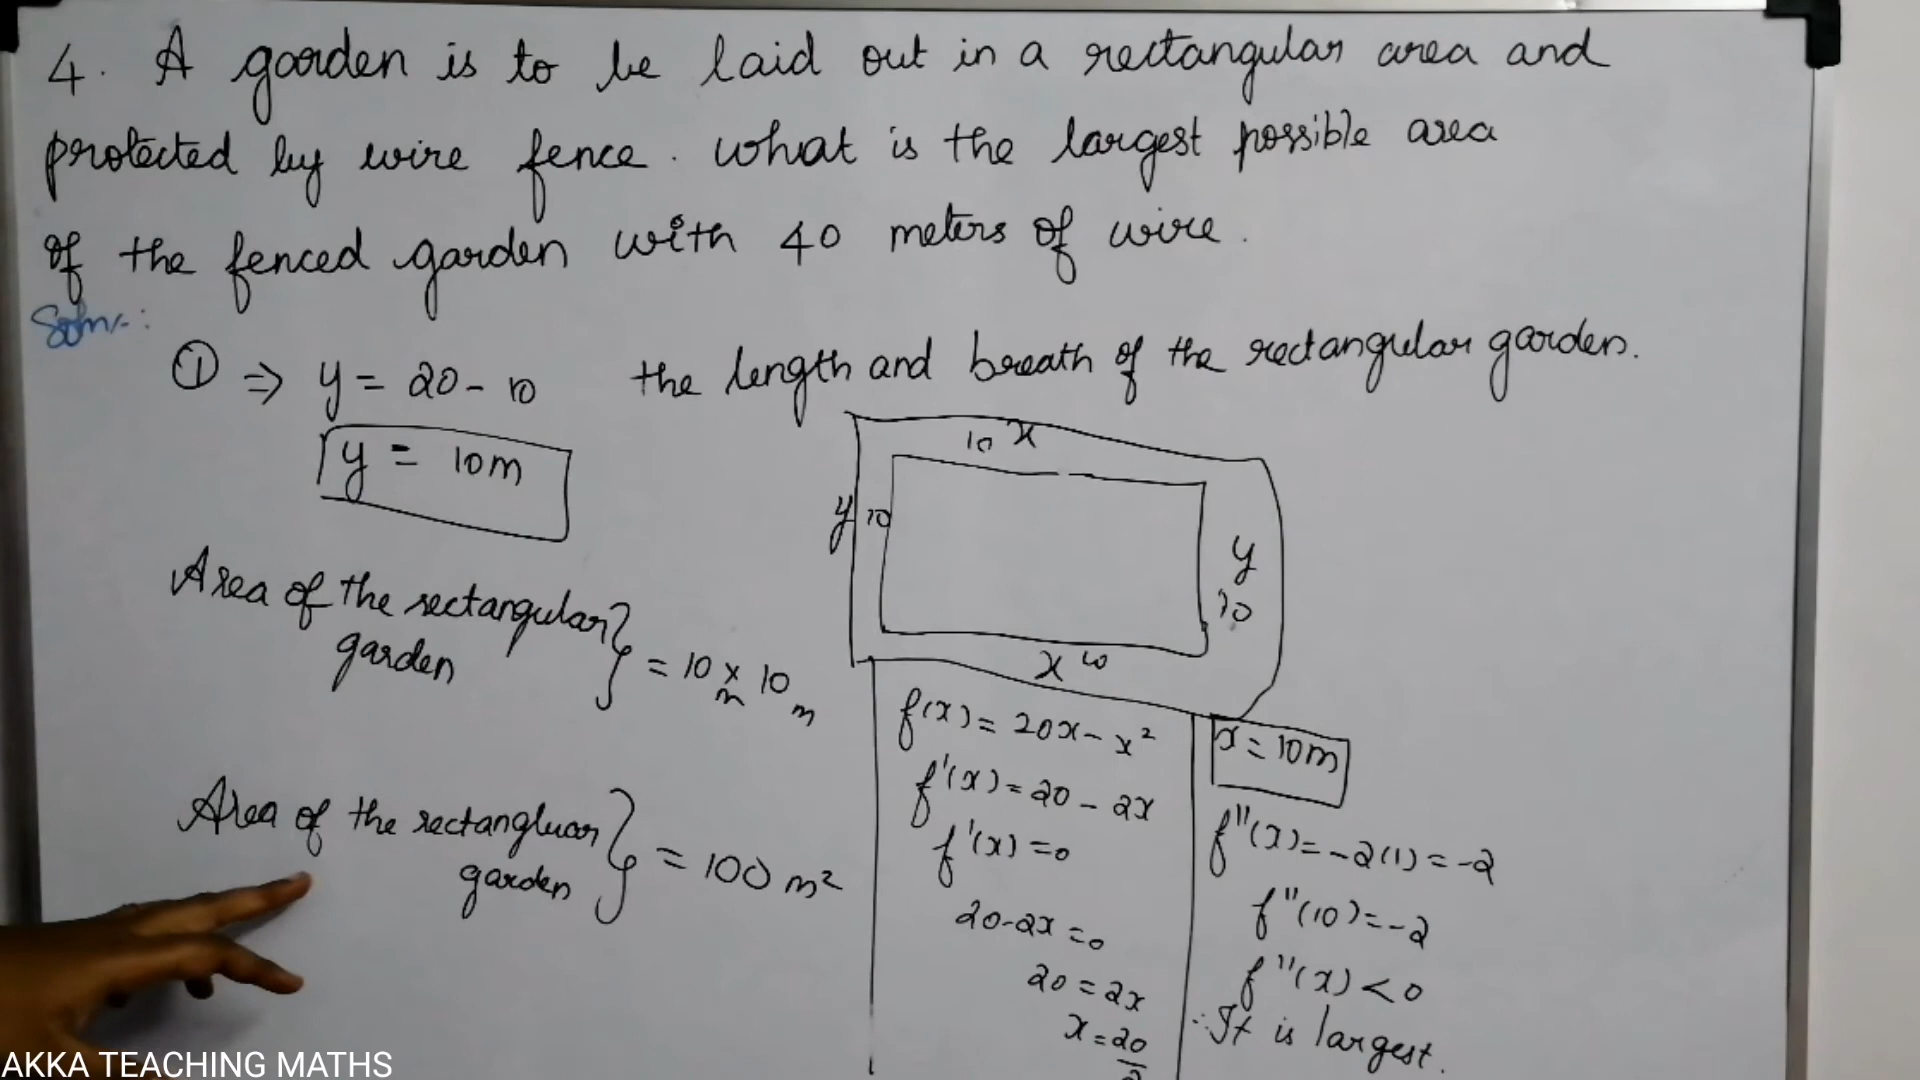 4. A garden is to be laid out in a rectangular area and
protected by wire fence. What is the largest possible area
of the fenced garden with 40 meters of wire.
Soln:-:
① ⇒ y = 20 - 10
the length and breath of the rectangular garden.
y = 10m
10 x
y 10
y
10
x 10
Area of the rectangular
garden } = 10 m × 10 m
Area of the rectangluar
garden } = 100 m²
f(x) = 20x - x²
f'(x) = 20 - 2x
f'(x) = 0
20-2x = 0
20 = 2x
x = 20/2
x = 10m
f''(x) = -2(1) = -2
f''(10) = -2
f''(x) < 0
∴ It is largest.
AKKA TEACHING MATHS